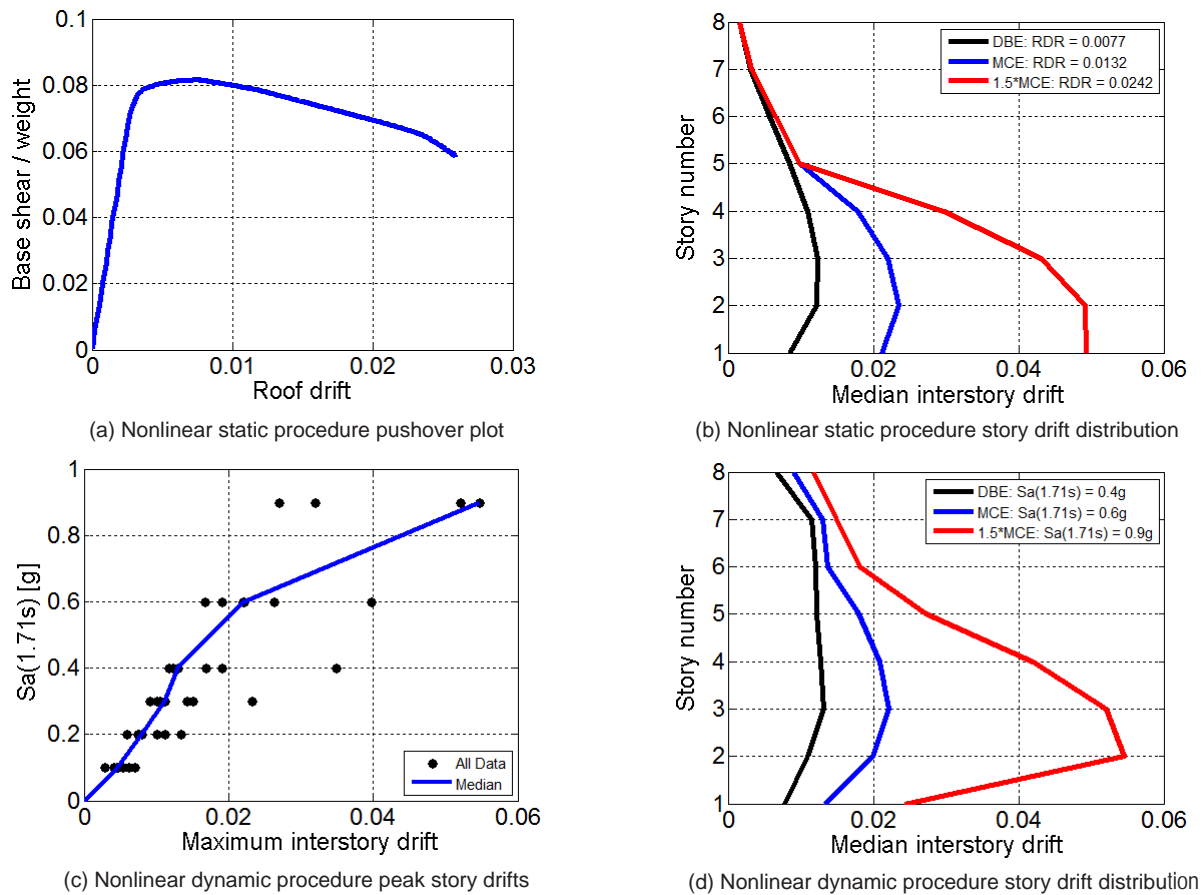 0.1
0.08
0.06
0.04
0.02
0
Base shear / weight
0 0.01 0.02 0.03
Roof drift
(a) Nonlinear static procedure pushover plot
8
7
6
5
4
3
2
1
Story number
DBE: RDR = 0.0077
MCE: RDR = 0.0132
1.5*MCE: RDR = 0.0242
0 0.02 0.04 0.06
Median interstory drift
(b) Nonlinear static procedure story drift distribution
1
0.8
0.6
0.4
0.2
0
Sa(1.71s) [g]
All Data
Median
0 0.02 0.04 0.06
Maximum interstory drift
(c) Nonlinear dynamic procedure peak story drifts
8
7
6
5
4
3
2
1
Story number
DBE: Sa(1.71s) = 0.4g
MCE: Sa(1.71s) = 0.6g
1.5*MCE: Sa(1.71s) = 0.9g
0 0.02 0.04 0.06
Median interstory drift
(d) Nonlinear dynamic procedure story drift distribution